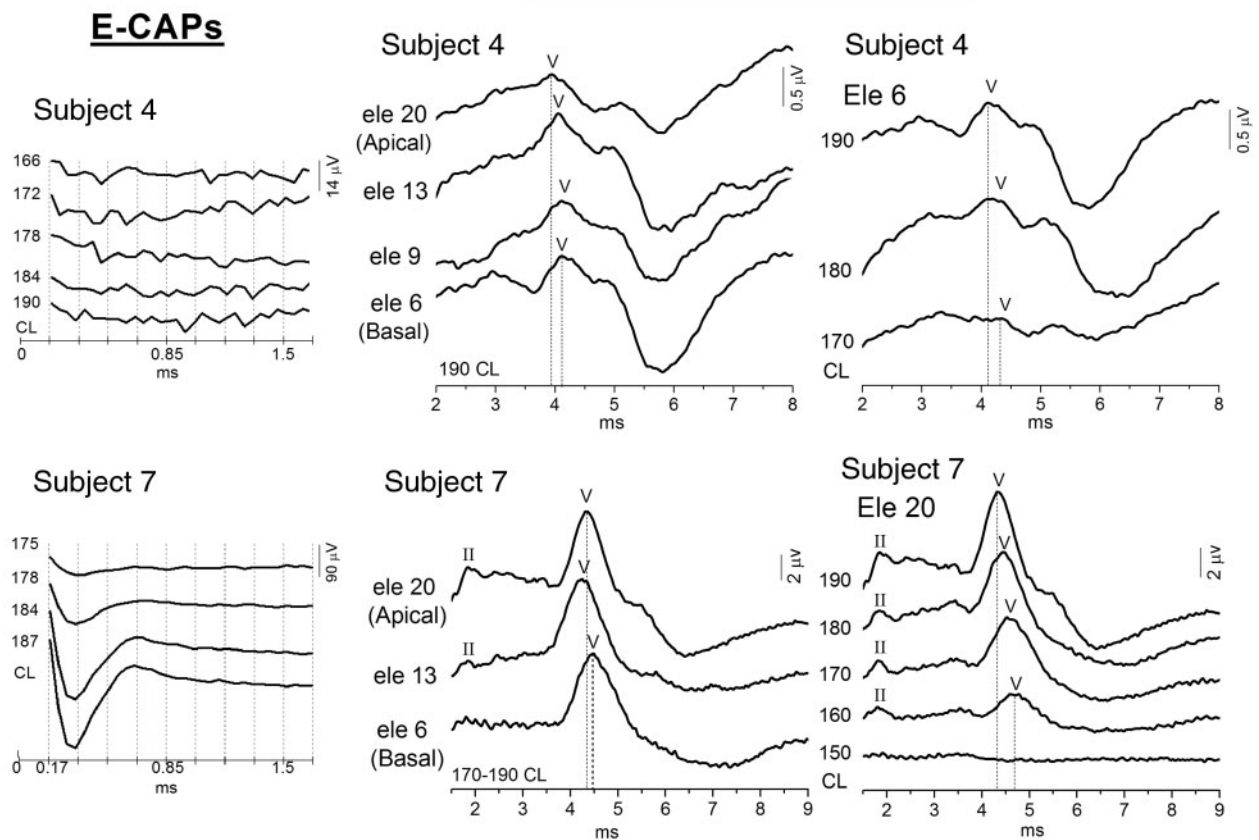 E-CAPs
Subject 4
166
172
178
184
190
CL
14 μV
0 0.85 1.5
ms
Subject 4
V
0.5 μV
ele 20
(Apical)
V
ele 13
V
ele 9
V
ele 6
(Basal)
190 CL
2 3 4 5 6 7 8
ms
Subject 4
Ele 6
V
190
0.5 μV
V
180
V
170
CL
2 3 4 5 6 7 8
ms
Subject 7
175
178
184
187
CL
90 μV
0 0.17 0.85 1.5
ms
Subject 7
V
II
2 μV
ele 20
(Apical)
V
II
ele 13
V
ele 6
(Basal)
170-190 CL
2 3 4 5 6 7 8 9
ms
Subject 7
Ele 20
V
II
2 μV
190
V
II
180
V
II
170
V
II
160
150
CL
2 3 4 5 6 7 8 9
ms